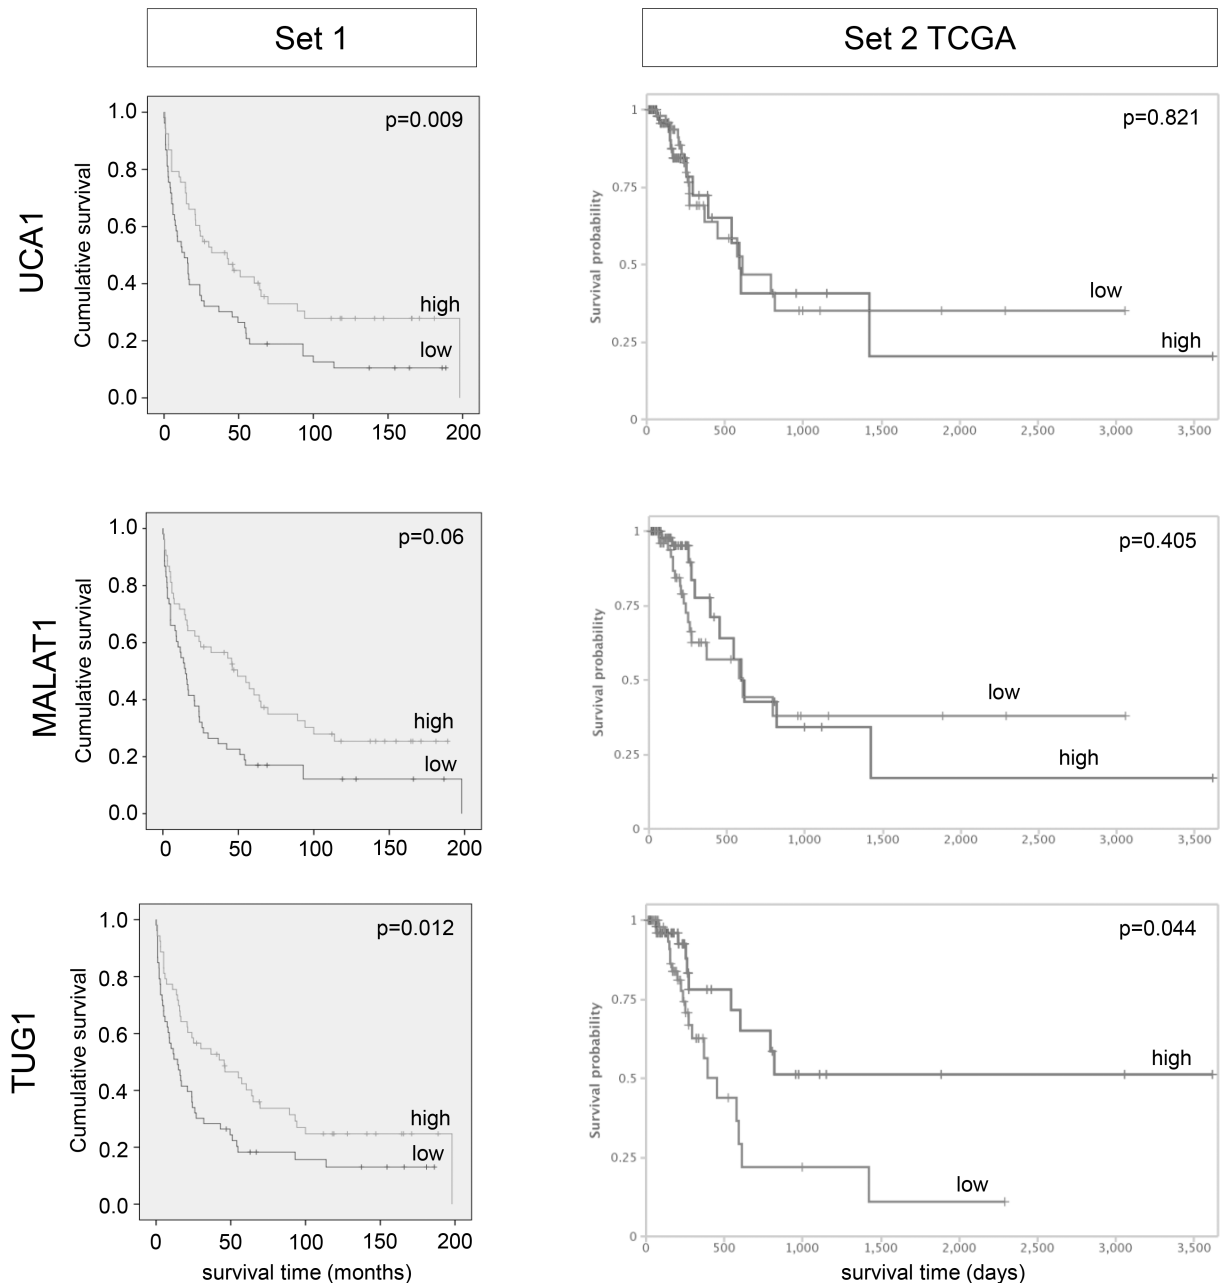 Set 1
Set 2 TCGA
UCA1
Cumulative survival
1.0
0.8
0.6
0.4
0.2
0.0
p=0.009
high
low
0 50 100 150 200
Survival probability
1
0.75
0.5
0.25
0
p=0.821
low
high
0 500 1,000 1,500 2,000 2,500 3,000 3,500
MALAT1
Cumulative survival
1.0
0.8
0.6
0.4
0.2
0.0
p=0.06
high
low
0 50 100 150 200
Survival probability
1
0.75
0.5
0.25
0
p=0.405
low
high
0 500 1,000 1,500 2,000 2,500 3,000 3,500
TUG1
Cumulative survival
1.0
0.8
0.6
0.4
0.2
0.0
p=0.012
high
low
0 50 100 150 200
survival time (months)
Survival probability
1
0.75
0.5
0.25
0
p=0.044
high
low
0 500 1,000 1,500 2,000 2,500 3,000 3,500
survival time (days)